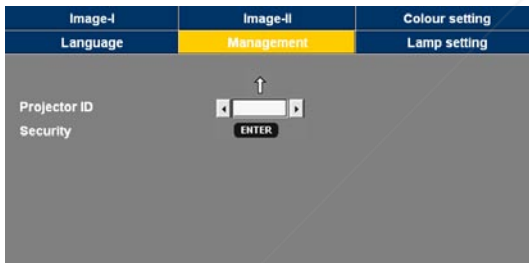 Image-I Image-II Colour setting
Language Management Lamp setting
Projector ID
Security ENTER